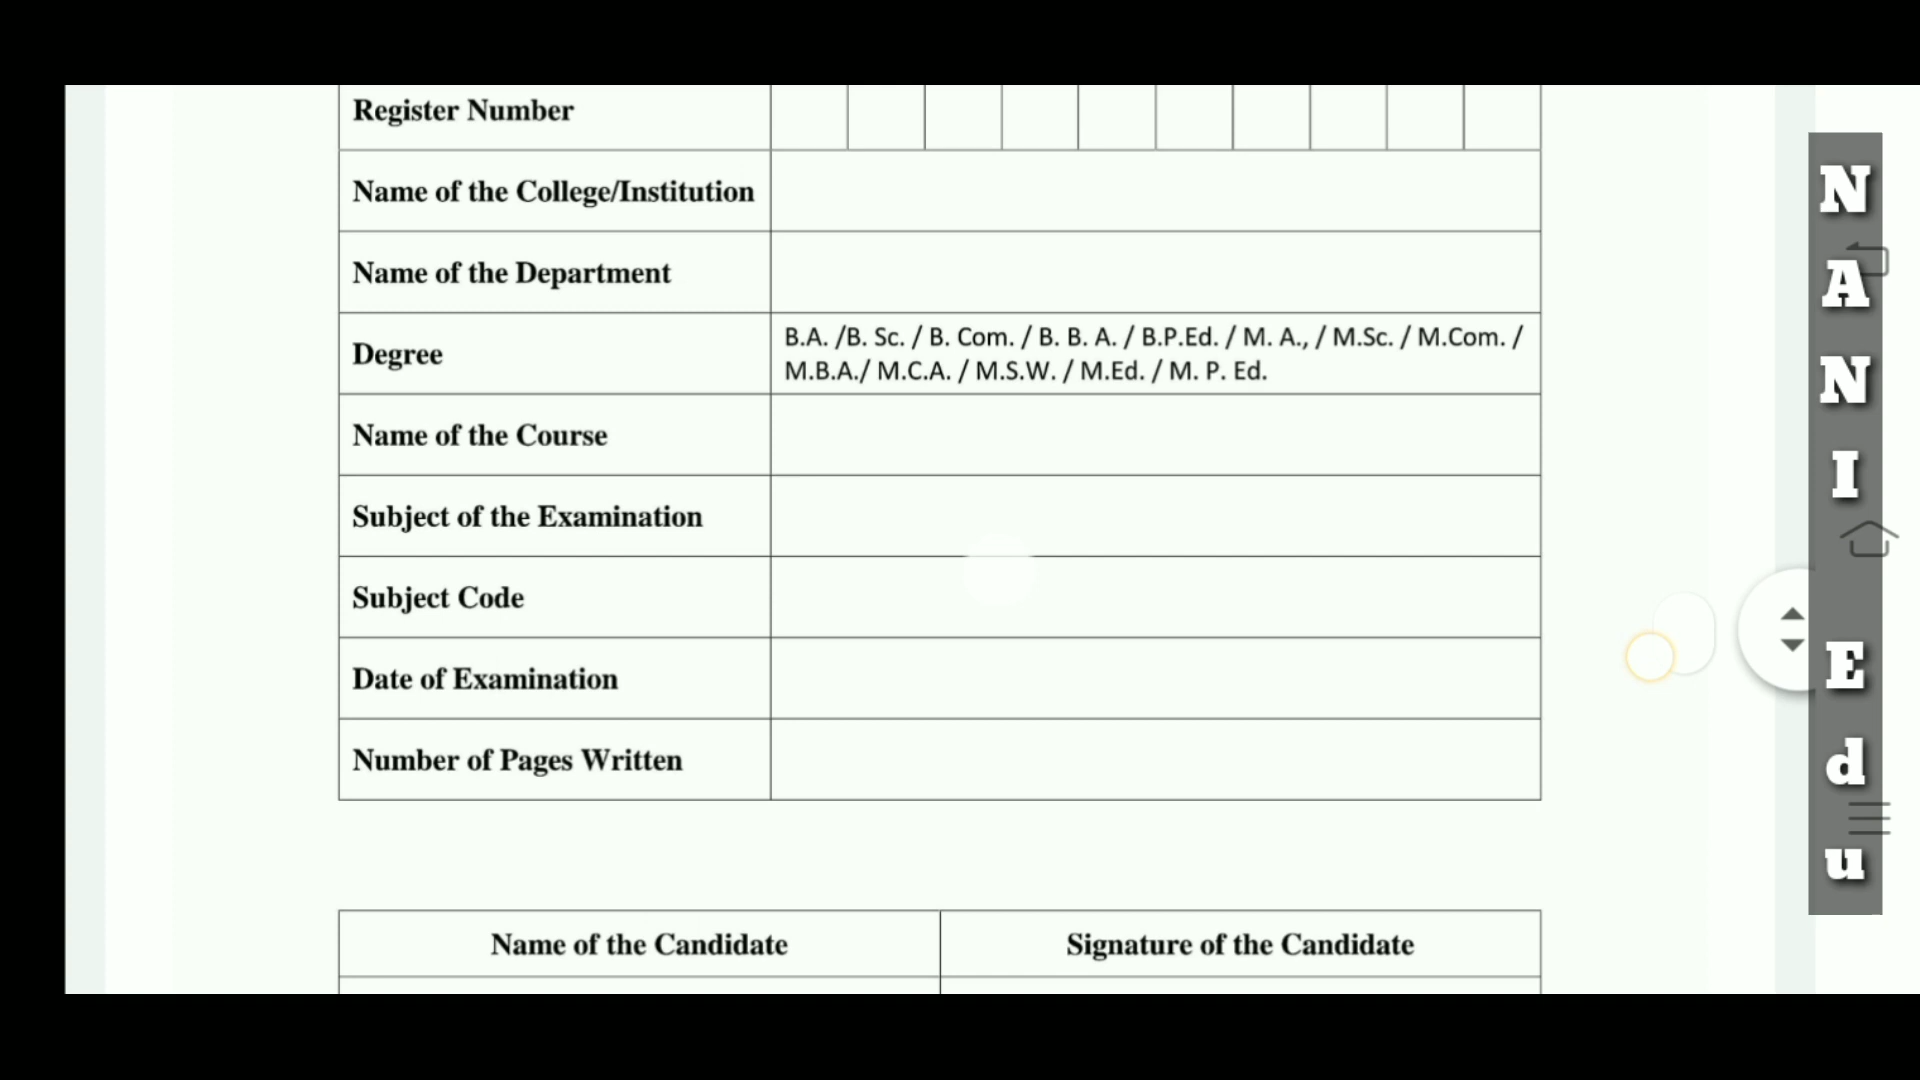 Register Number
Name of the College/Institution
Name of the Department
Degree
B.A. /B. Sc. / B. Com. / B. B. A. / B.P.Ed. / M. A., / M.Sc. / M.Com. /
M.B.A./ M.C.A. / M.S.W. / M.Ed. / M. P. Ed.
Name of the Course
Subject of the Examination
Subject Code
Date of Examination
Number of Pages Written
Name of the Candidate
Signature of the Candidate
NANI Edu